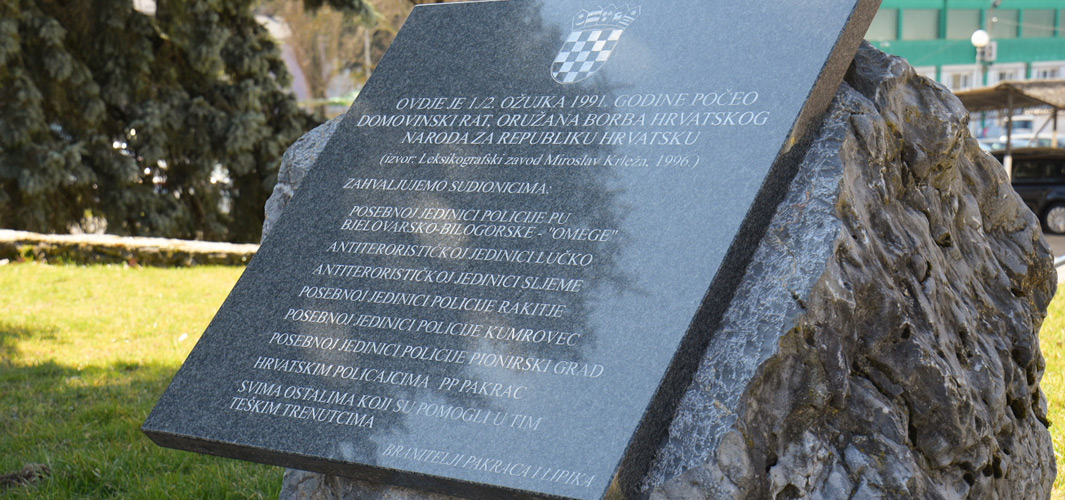 OVDJE JE 1./2. OŽUJKA 1991. GODINE POČEO
DOMOVINSKI RAT, ORUŽANA BORBA HRVATSKOG
NARODA ZA REPUBLIKU HRVATSKU
(izvor: Leksikografski zavod Miroslav Krleža, 1996.)
ZAHVALJUJEMO SUDIONICIMA:
POSEBNOJ JEDINICI POLICIJE PU
BJELOVARSKO-BILOGORSKE - "OMEGE"
ANTITERORISTIČKOJ JEDINICI LUČKO
ANTITERORISTIČKOJ JEDINICI SLJEME
POSEBNOJ JEDINICI POLICIJE RAKITJE
POSEBNOJ JEDINICI POLICIJE KUMROVEC
POSEBNOJ JEDINICI POLICIJE PIONIRSKI GRAD
HRVATSKIM POLICAJCIMA PP PAKRAC
SVIMA OSTALIMA KOJI SU POMOGLI U TIM
TEŠKIM TRENUTCIMA
BRANITELJI PAKRACA I LIPIKA